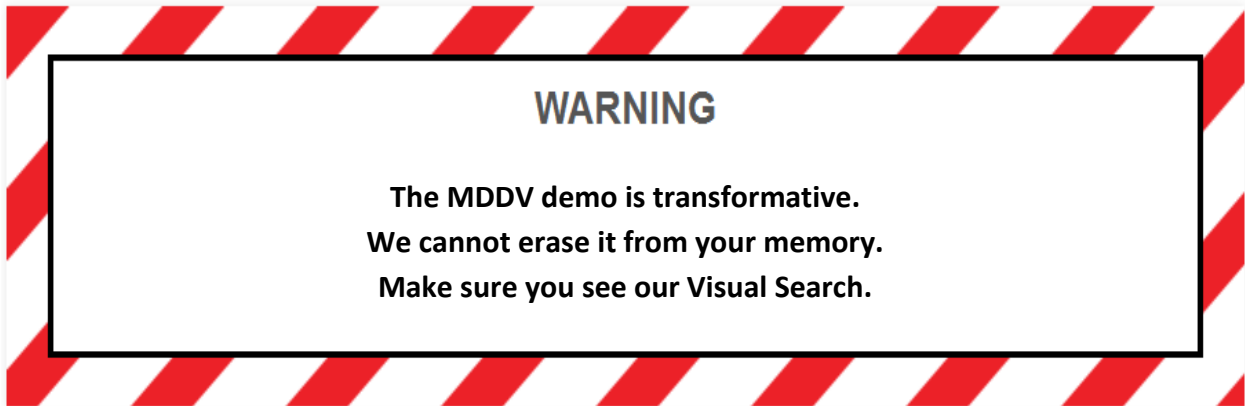 WARNING
The MDDV demo is transformative.
We cannot erase it from your memory.
Make sure you see our Visual Search.